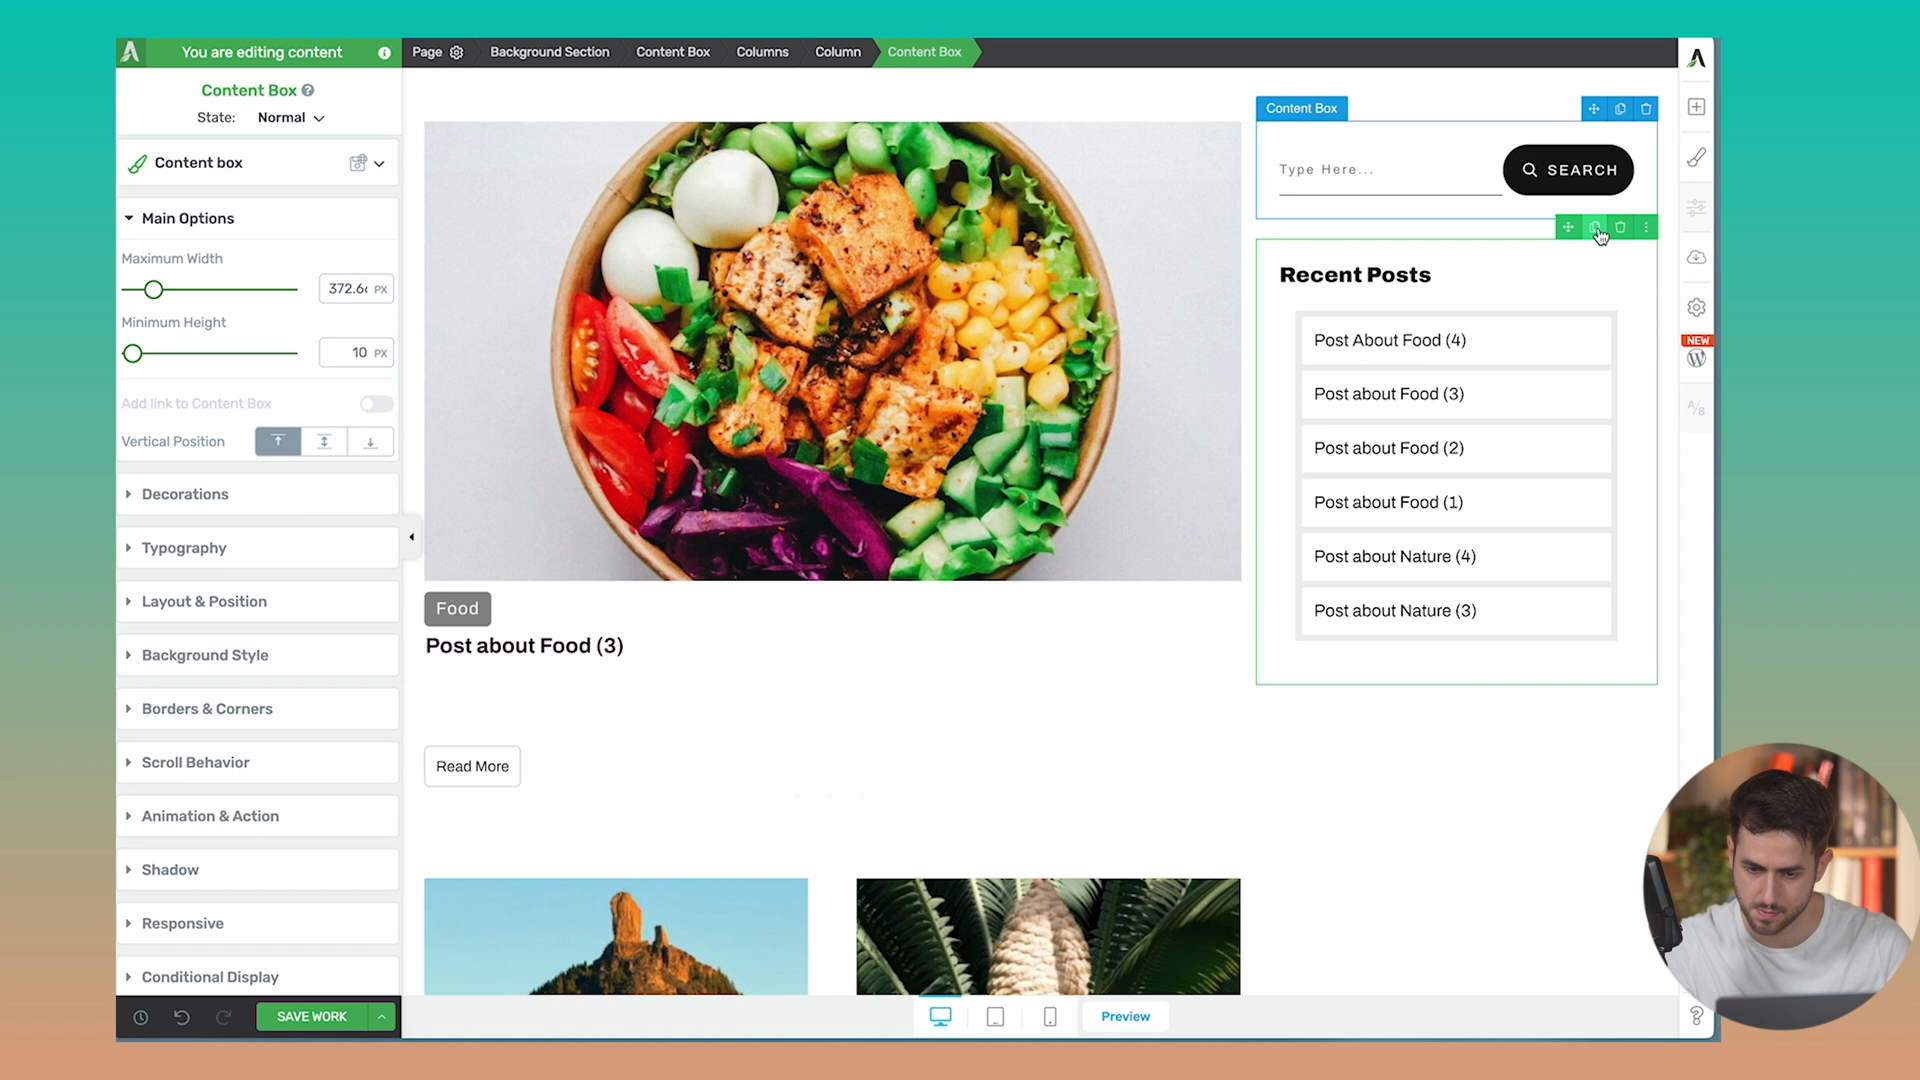 You are editing content
Page
Background Section
Content Box
Columns
Column
Content Box
Content Box
State:
Normal
Content box
Main Options
Maximum Width
372.6
PX
Minimum Height
10
PX
Add link to Content Box
Vertical Position
Decorations
Typography
Layout & Position
Background Style
Borders & Corners
Scroll Behavior
Animation & Action
Shadow
Responsive
Conditional Display
SAVE WORK
Food
Post about Food (3)
Read More
Content Box
Type Here...
SEARCH
Recent Posts
Post About Food (4)
Post about Food (3)
Post about Food (2)
Post about Food (1)
Post about Nature (4)
Post about Nature (3)
Preview
NEW
A/B